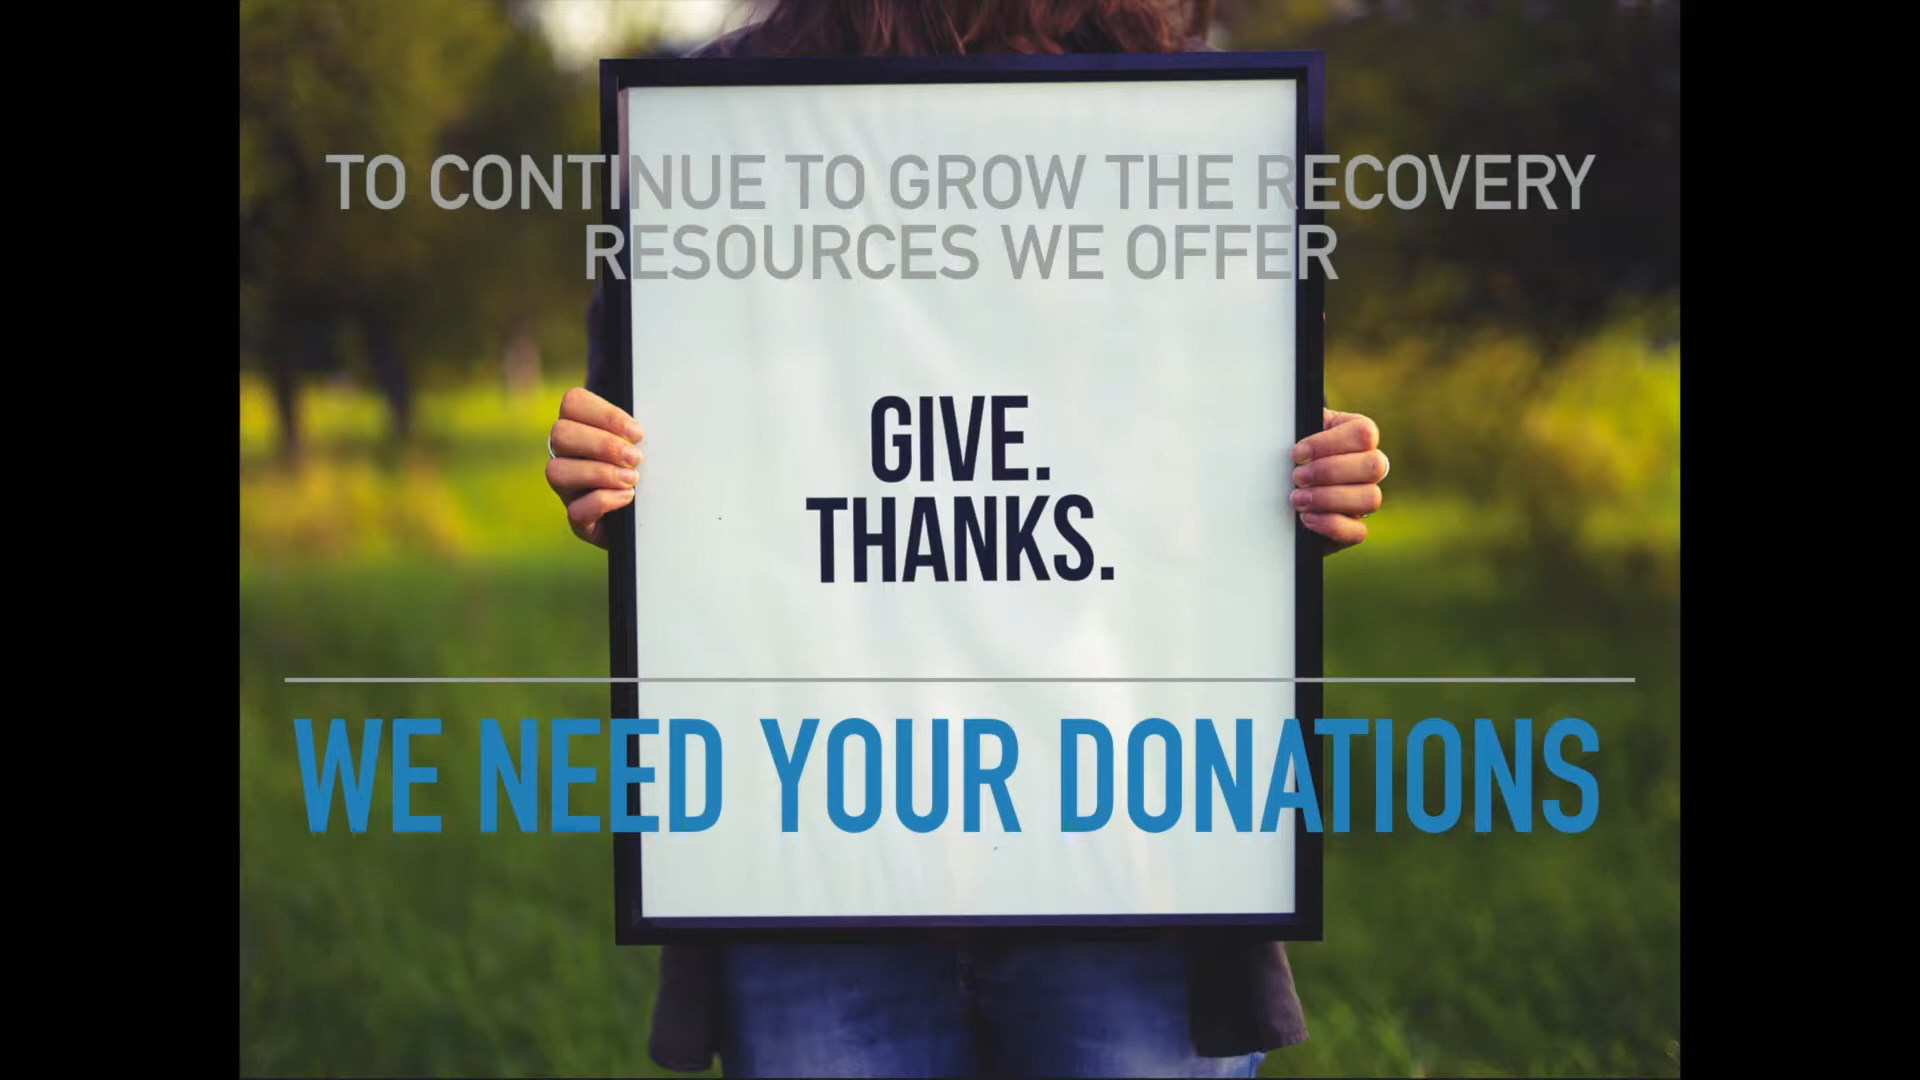 TO CONTINUE TO GROW THE RECOVERY
RESOURCES WE OFFER
GIVE.
THANKS.
WE NEED YOUR DONATIONS